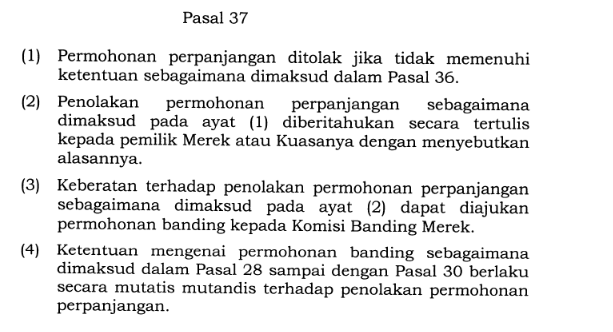 Pasal 37
(1) Permohonan perpanjangan ditolak jika tidak memenuhi
ketentuan sebagaimana dimaksud dalam Pasal 36.
(2) Penolakan permohonan perpanjangan sebagaimana
dimaksud pada ayat (1) diberitahukan secara tertulis
kepada pemilik Merek atau Kuasanya dengan menyebutkan
alasannya.
(3) Keberatan terhadap penolakan permohonan perpanjangan
sebagaimana dimaksud pada ayat (2) dapat diajukan
permohonan banding kepada Komisi Banding Merek.
(4) Ketentuan mengenai permohonan banding sebagaimana
dimaksud dalam Pasal 28 sampai dengan Pasal 30 berlaku
secara mutatis mutandis terhadap penolakan permohonan
perpanjangan.